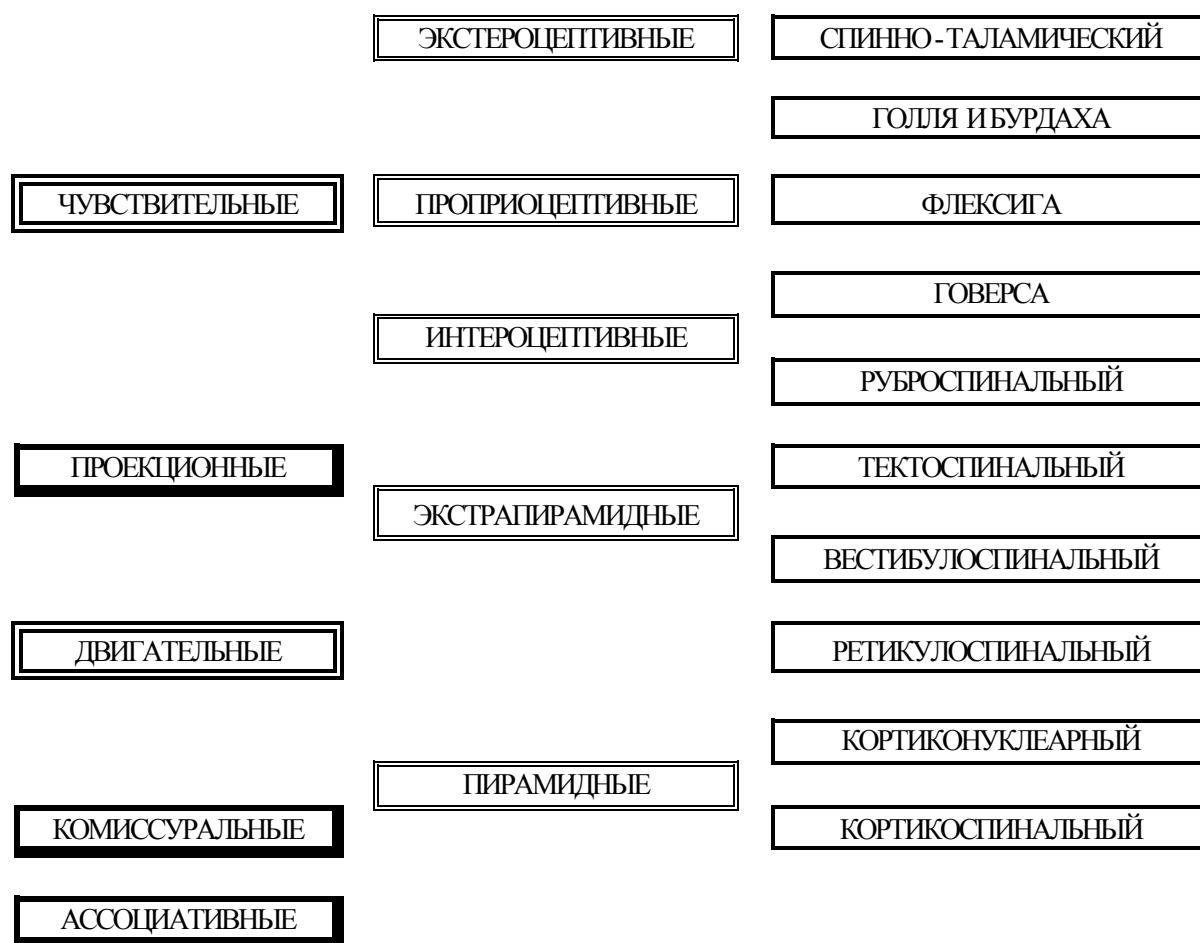 ЭКСТЕРОЦЕПТИВНЫЕ
СПИННО - ТАЛАМИЧЕСКИЙ
ГОЛЛЯ И БУРДАХА
ЧУВСТВИТЕЛЬНЫЕ
ПРОПРИОЦЕПТИВНЫЕ
ФЛЕКСИГА
ГОВЕРСА
ИНТЕРОЦЕПТИВНЫЕ
РУБРОСПИНАЛЬНЫЙ
ПРОЕКЦИОННЫЕ
ТЕКТОСПИНАЛЬНЫЙ
ЭКСТРАПИРАМИДНЫЕ
ВЕСТИБУЛОСПИНАЛЬНЫЙ
ДВИГАТЕЛЬНЫЕ
РЕТИКУЛОСПИНАЛЬНЫЙ
КОРТИКОНУКЛЕАРНЫЙ
ПИРАМИДНЫЕ
КОМИССУРАЛЬНЫЕ
КОРТИКОСПИНАЛЬНЫЙ
АССОЦИАТИВНЫЕ